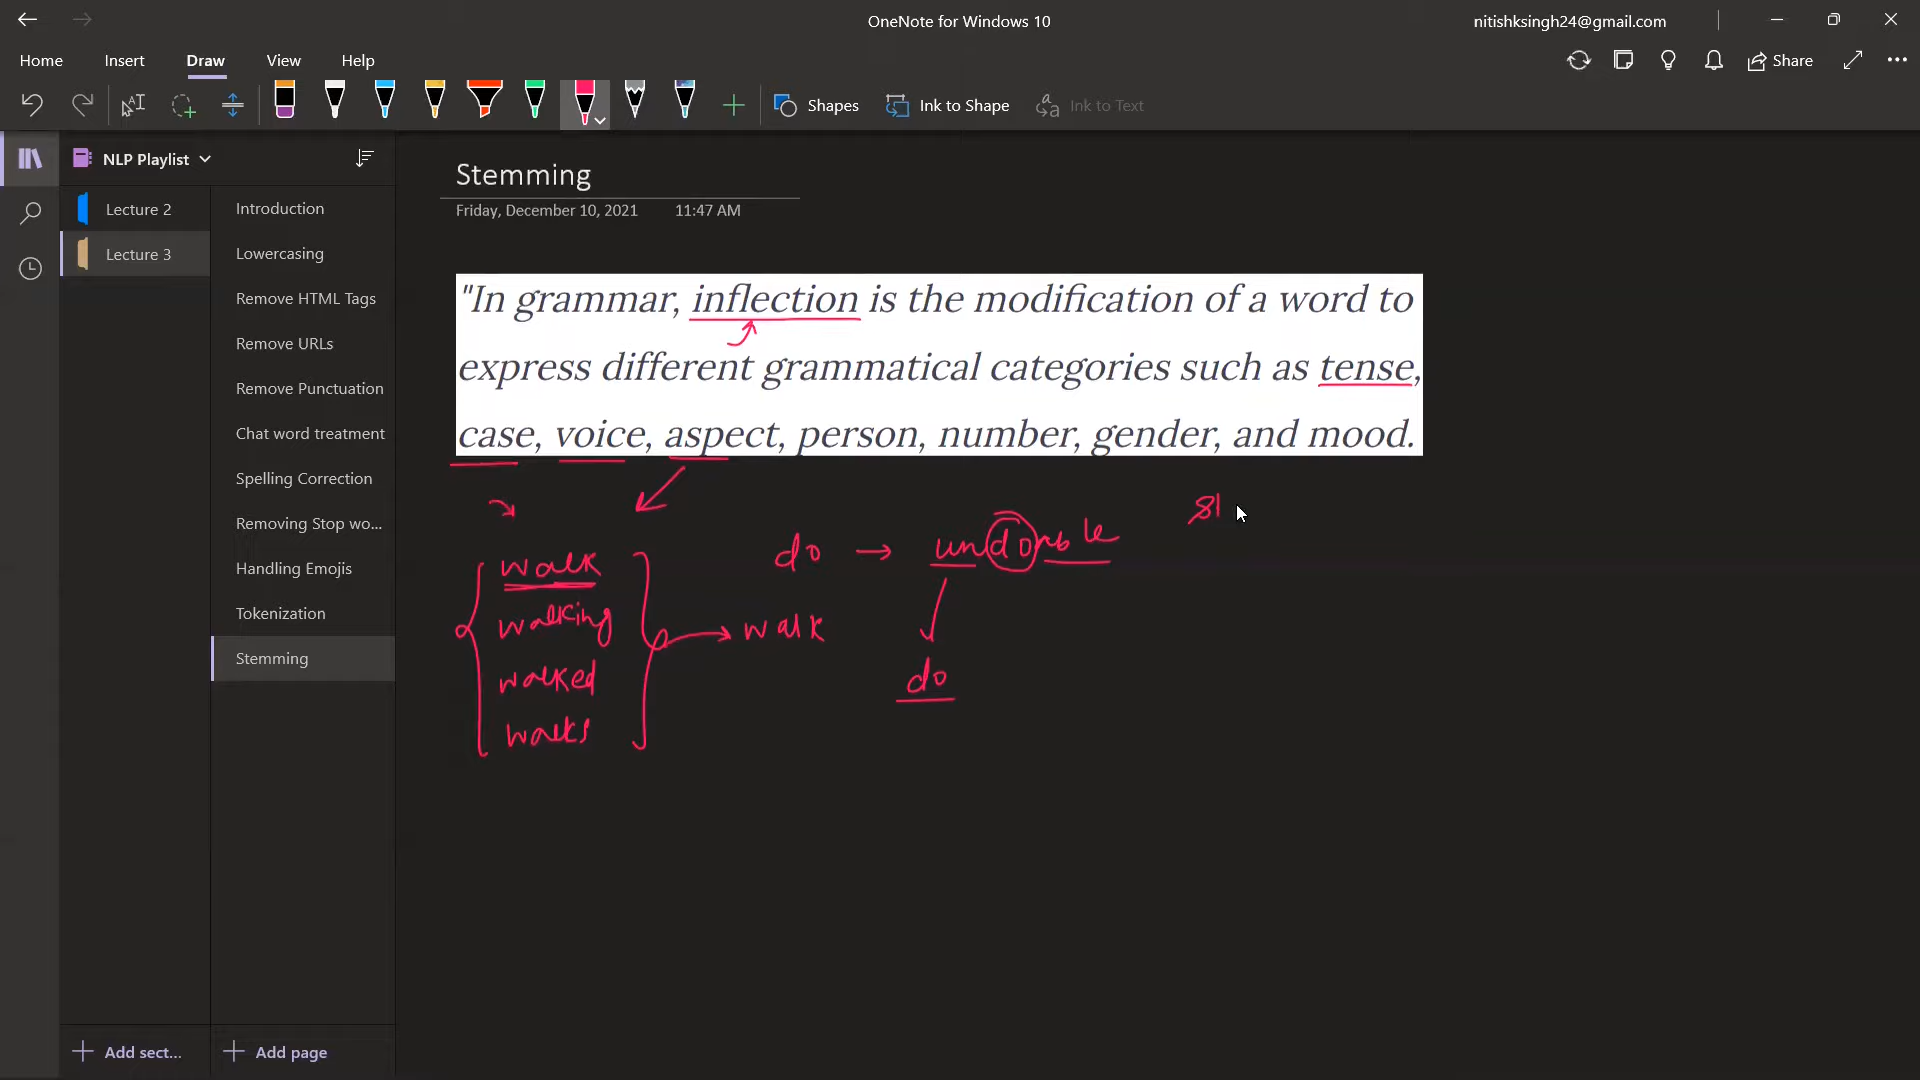 OneNote for Windows 10
nitishksingh24@gmail.com
Home Insert Draw View Help
Share
Shapes
Ink to Shape
Ink to Text
NLP Playlist
Lecture 2
Lecture 3
Introduction
Lowercasing
Remove HTML Tags
Remove URLs
Remove Punctuation
Chat word treatment
Spelling Correction
Removing Stop wo...
Handling Emojis
Tokenization
Stemming
Add sect...
Add page
Stemming
Friday, December 10, 2021 11:47 AM
"In grammar, inflection is the modification of a word to
express different grammatical categories such as tense,
case, voice, aspect, person, number, gender, and mood.
walk
walking
walked
walks
walk
do → undoable
do